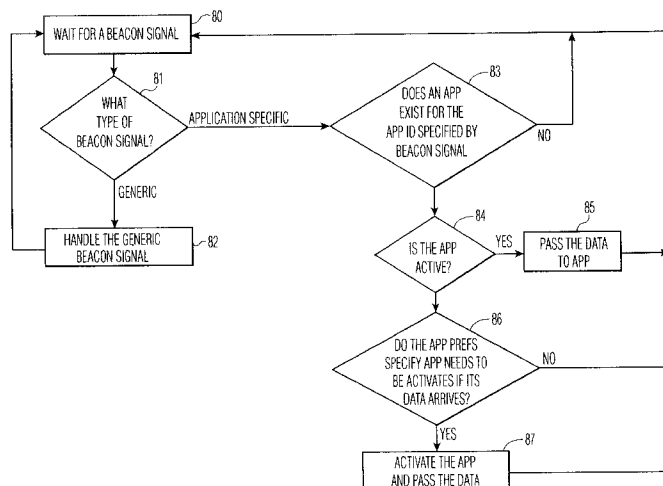 80
WAIT FOR A BEACON SIGNAL
81
WHAT
TYPE OF
BEACON SIGNAL?
APPLICATION SPECIFIC
GENERIC
HANDLE THE GENERIC
BEACON SIGNAL
82
83
DOES AN APP
EXIST FOR THE
APP ID SPECIFIED BY
BEACON SIGNAL
NO
84
IS THE APP
ACTIVE?
YES
85
PASS THE DATA
TO APP
86
DO THE APP PREFS
SPECIFY APP NEEDS TO
BE ACTIVATES IF ITS
DATA ARRIVES?
NO
YES
87
ACTIVATE THE APP
AND PASS THE DATA